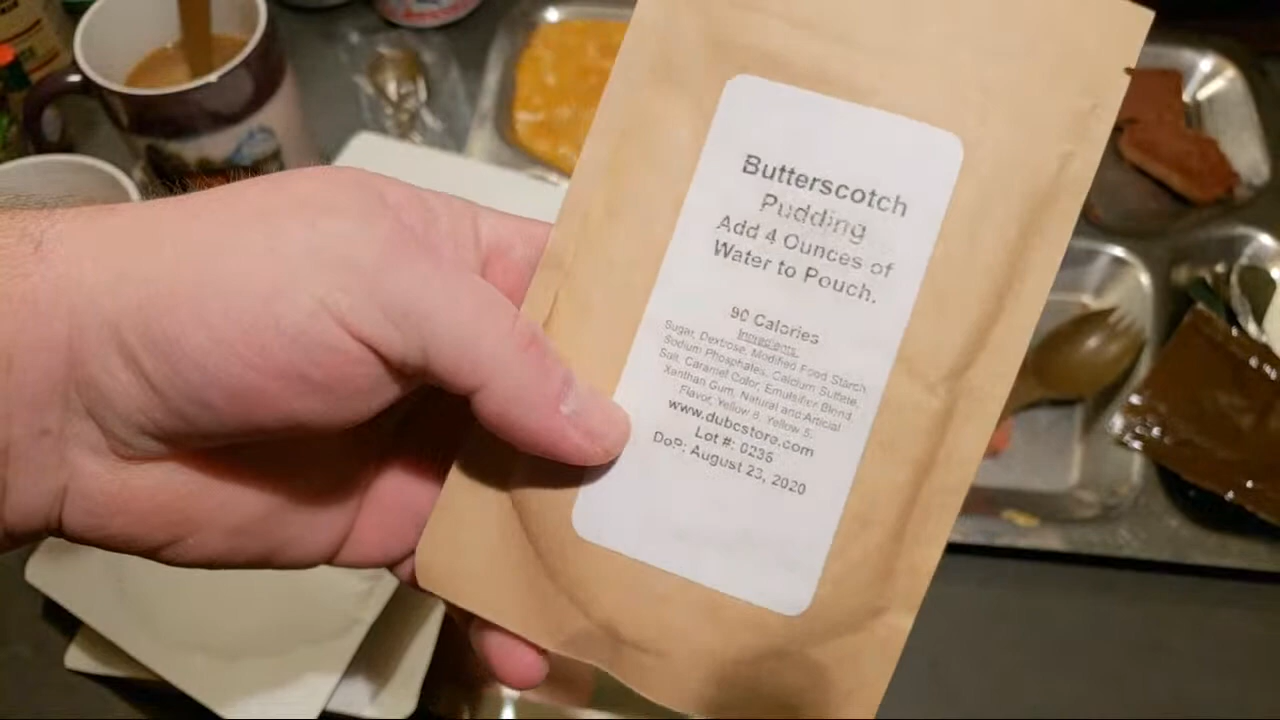 Butterscotch
Pudding
Add 4 Ounces of
Water to Pouch.
90 Calories
Ingredients:
Sugar, Dextrose, Modified Food Starch,
Sodium Phosphates, Calcium Sulfate,
Salt, Caramel Color, Emulsifier Blend,
Xanthan Gum, Natural and Articial
Flavor, Yellow 6, Yellow 5.
www.dubcstore.com
Lot #: 0236
DoP: August 23, 2020